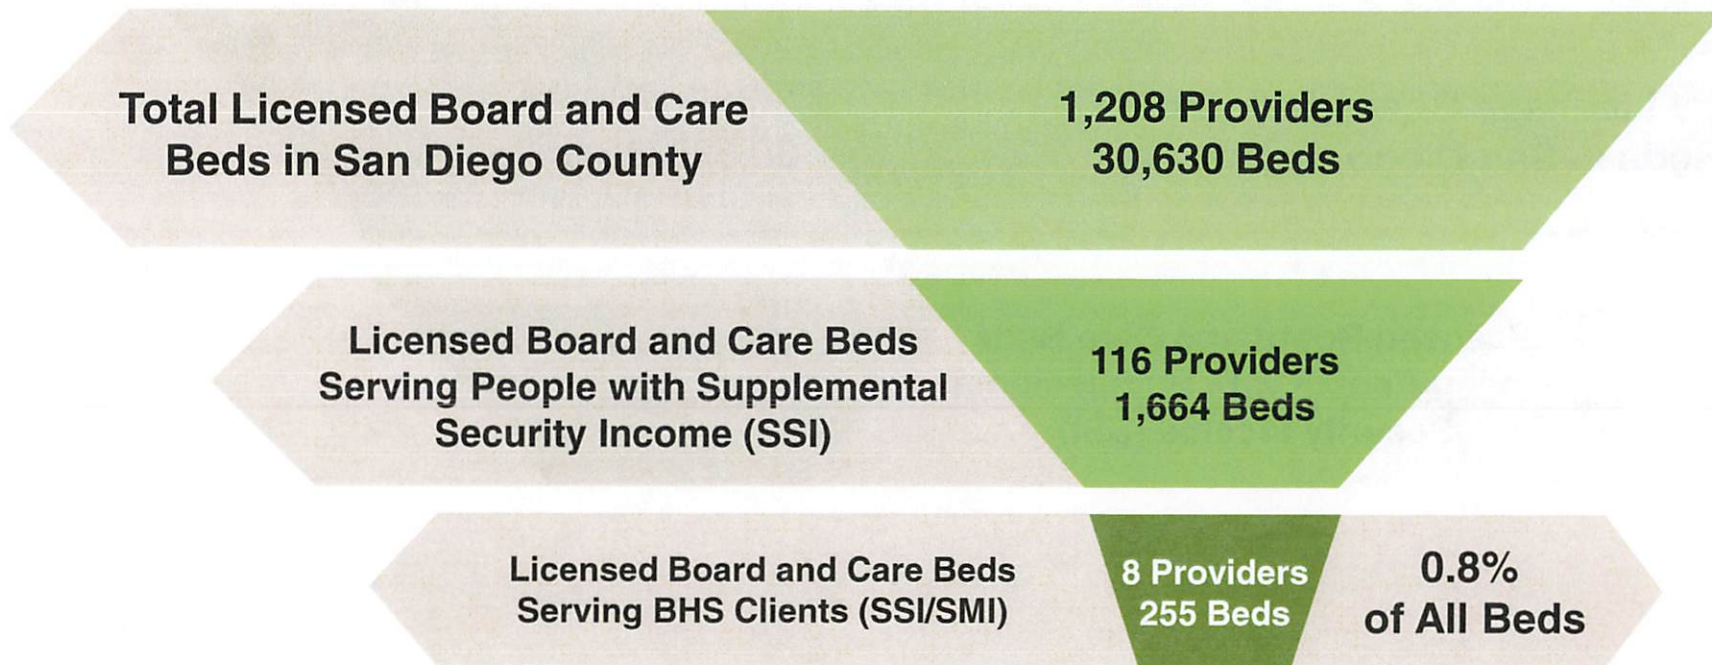 Total Licensed Board and Care
Beds in San Diego County
1,208 Providers
30,630 Beds
Licensed Board and Care Beds
Serving People with Supplemental
Security Income (SSI)
116 Providers
1,664 Beds
Licensed Board and Care Beds
Serving BHS Clients (SSI/SMI)
8 Providers
255 Beds
0.8%
of All Beds